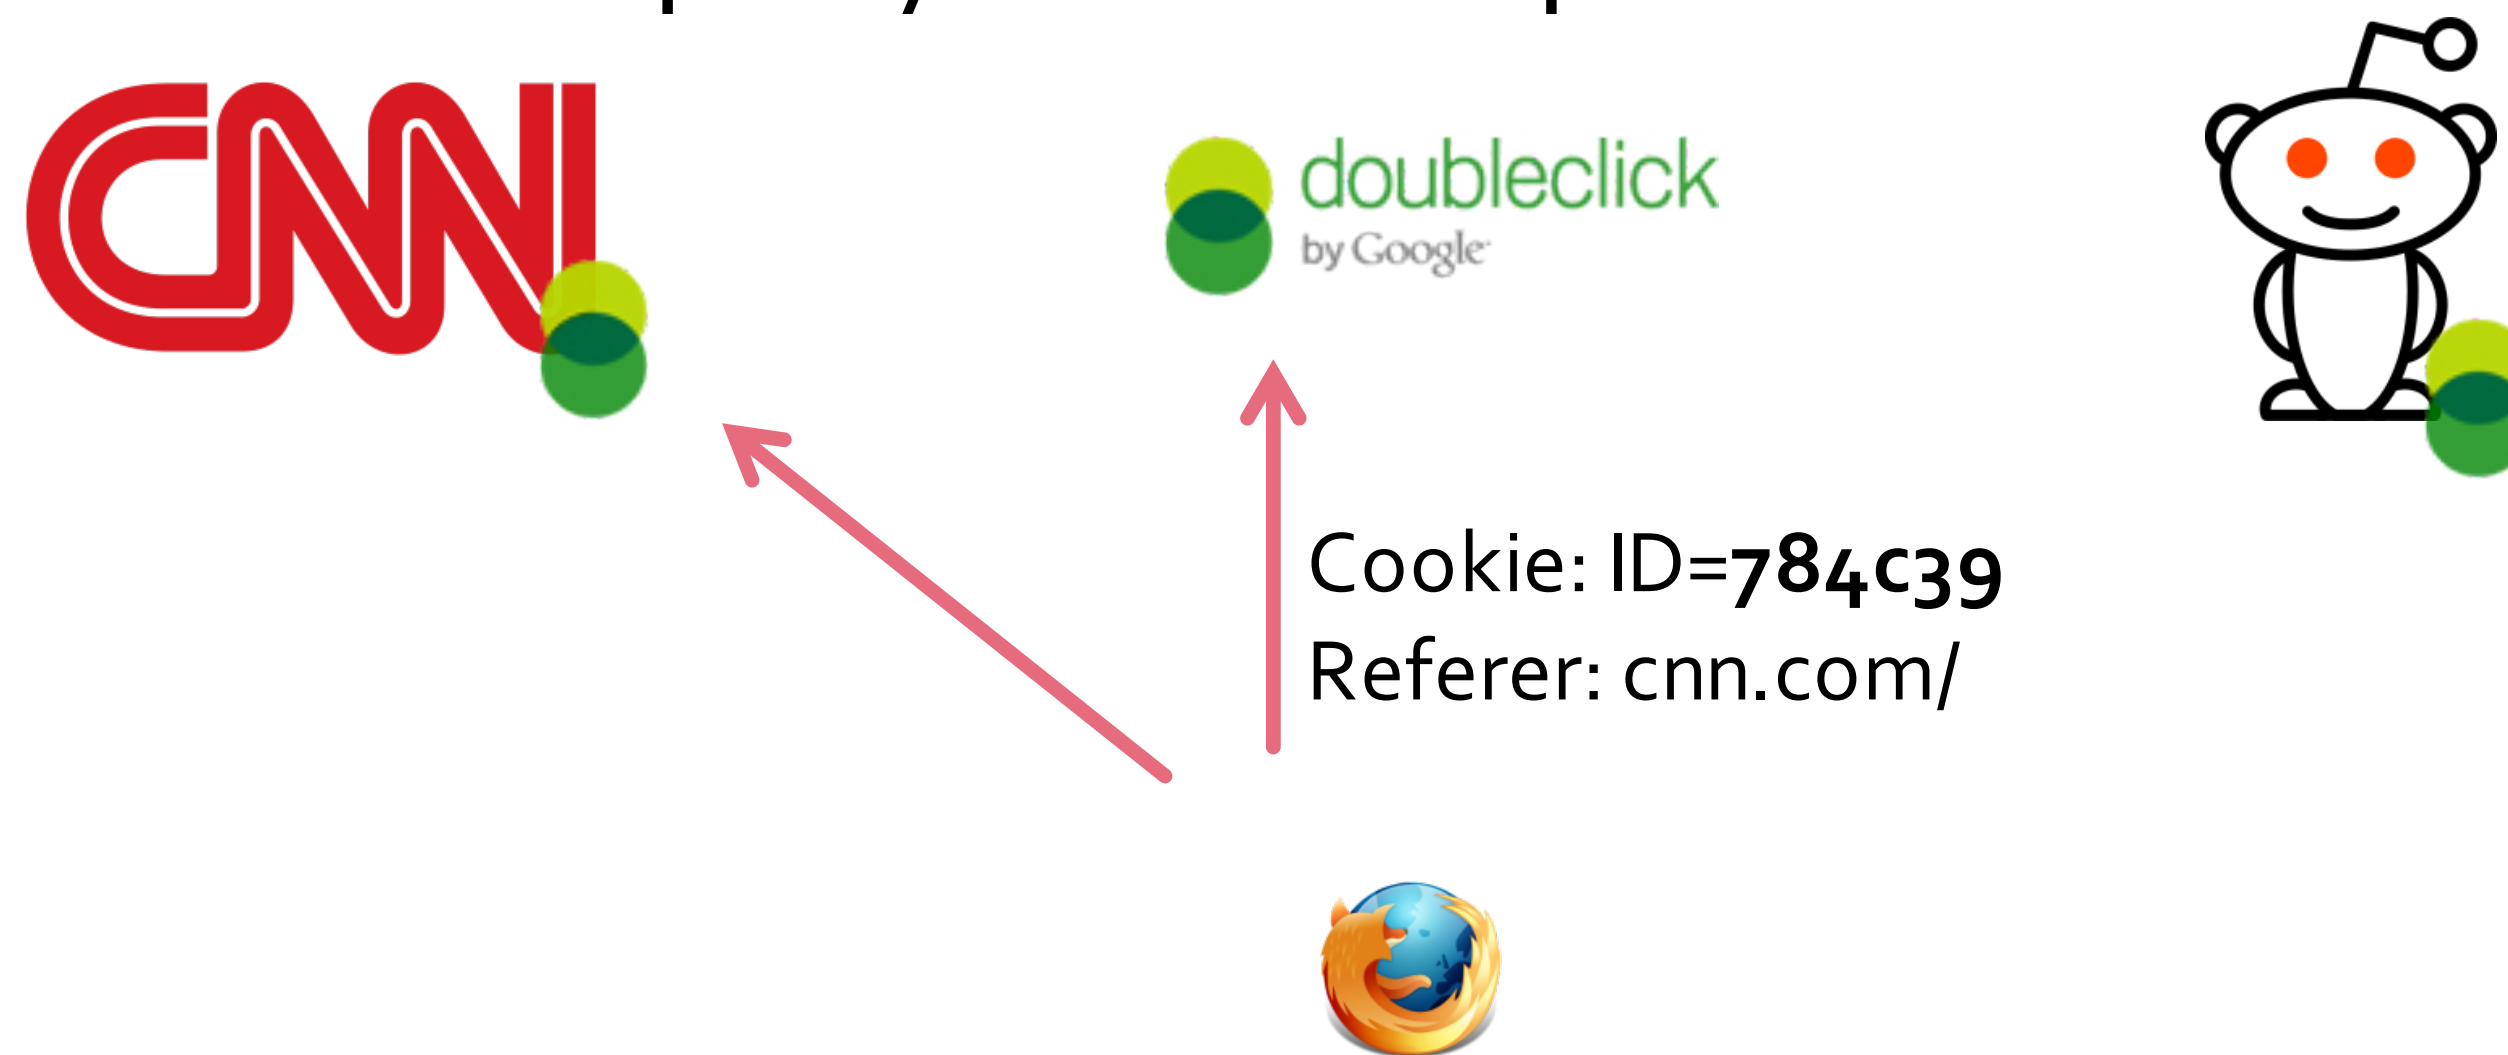 CNN
doubleclick
by Google
Cookie: ID=784c39
Referer: cnn.com/